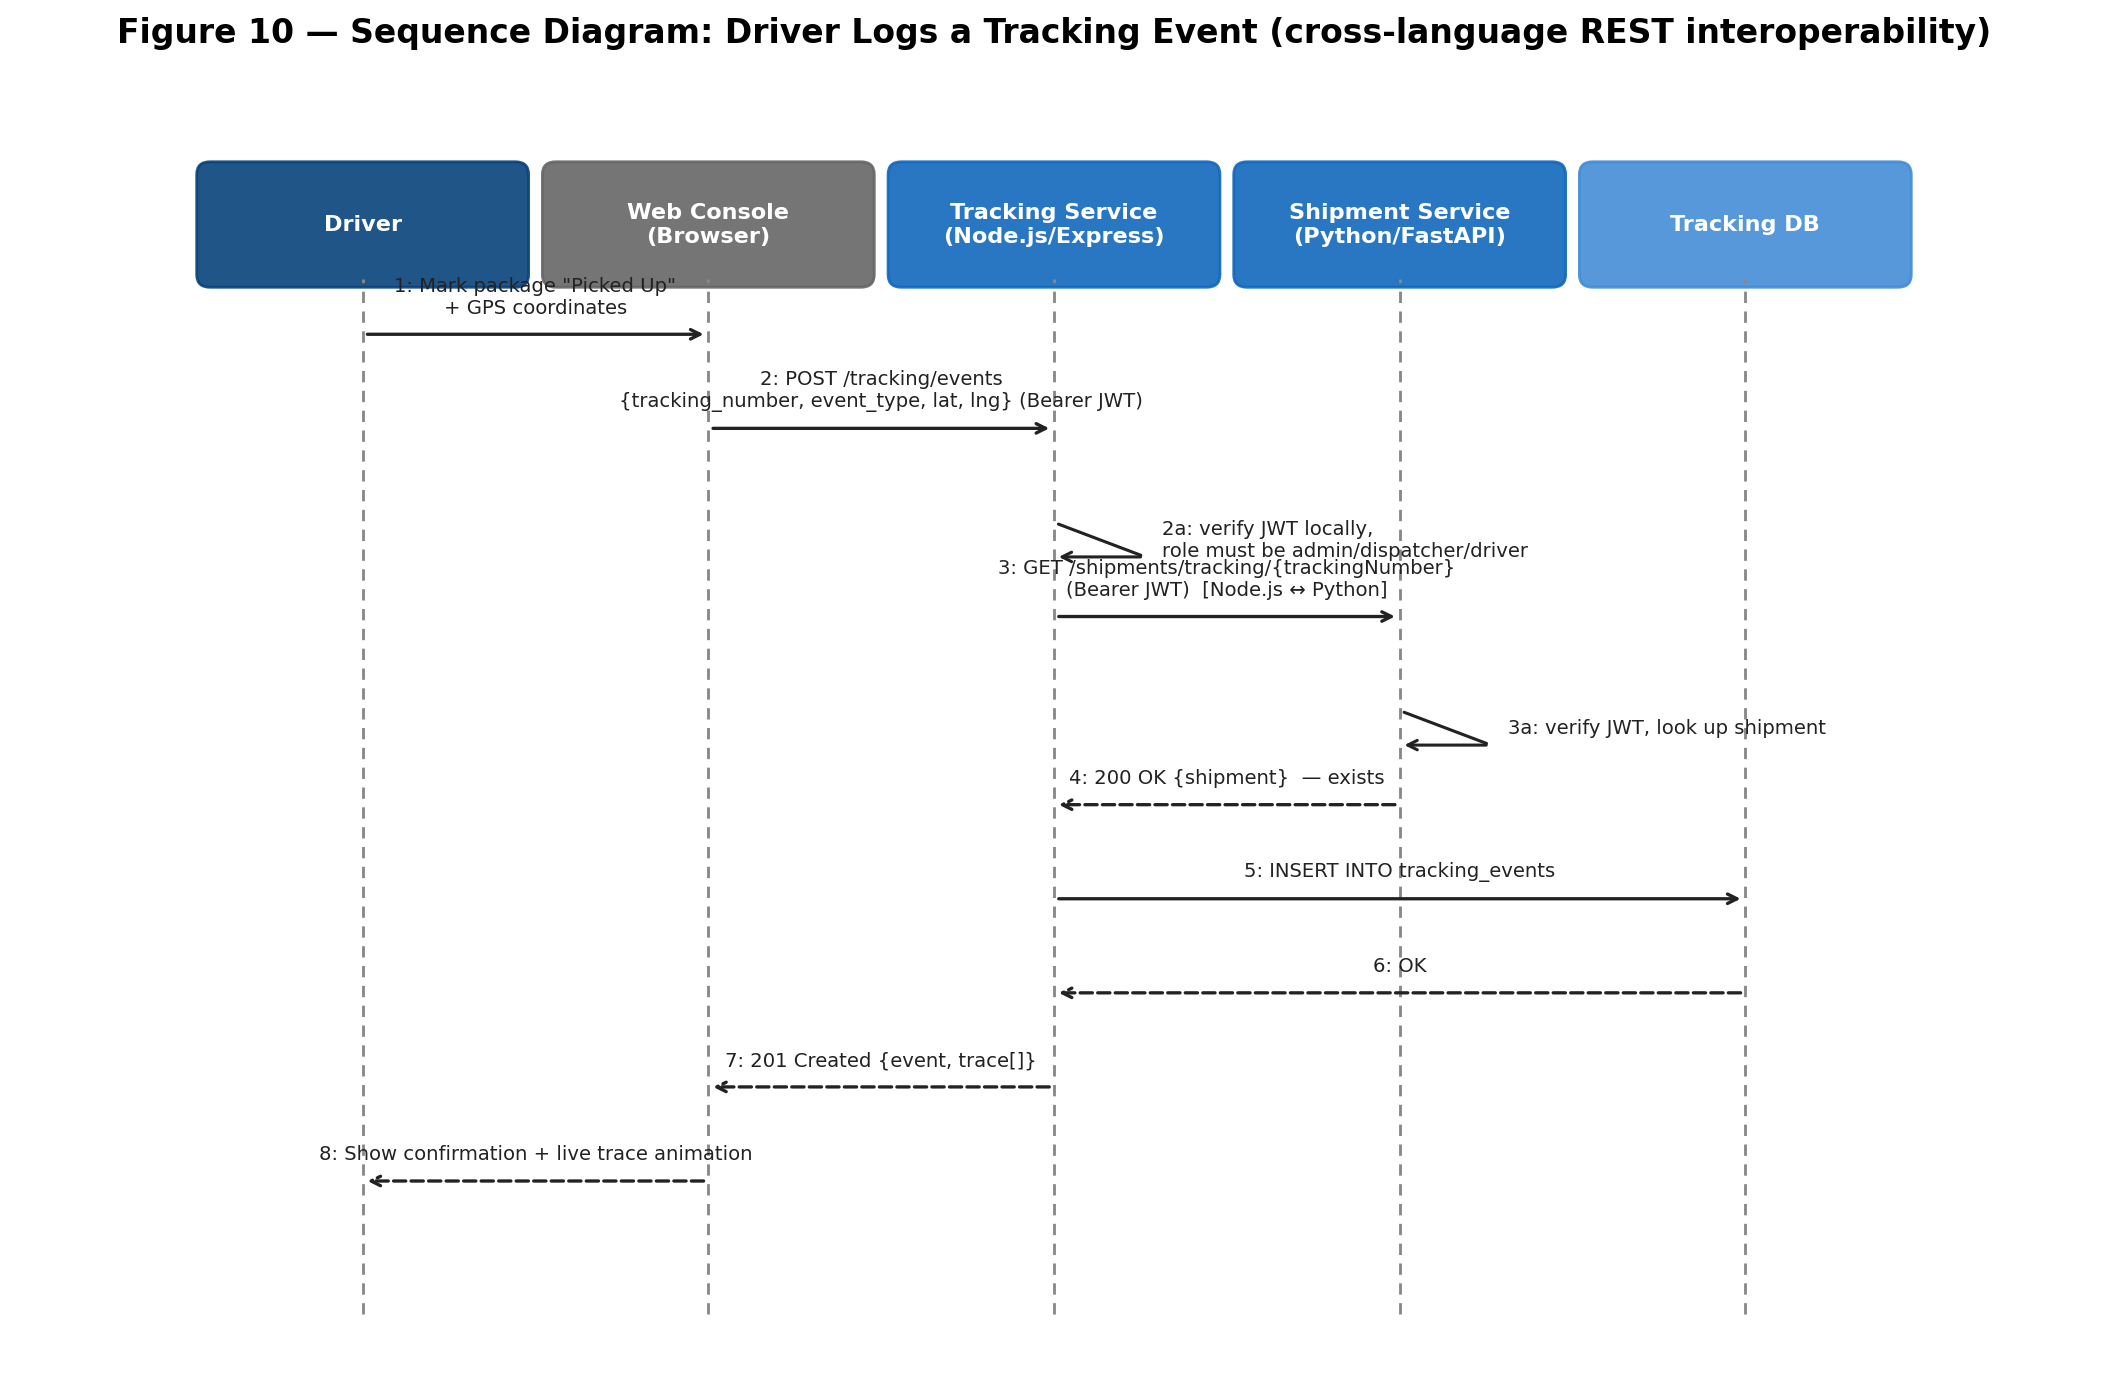 Figure 10 — Sequence Diagram: Driver Logs a Tracking Event (cross-language REST interoperability)
Driver
Web Console
(Browser)
Tracking Service
(Node.js/Express)
Shipment Service
(Python/FastAPI)
Tracking DB
1: Mark package "Picked Up"
+ GPS coordinates
2: POST /tracking/events
{tracking_number, event_type, lat, lng} (Bearer JWT)
2a: verify JWT locally,
role must be admin/dispatcher/driver
3: GET /shipments/tracking/{trackingNumber}
(Bearer JWT)  [Node.js ↔ Python]
3a: verify JWT, look up shipment
4: 200 OK {shipment}  — exists
5: INSERT INTO tracking_events
6: OK
7: 201 Created {event, trace[]}
8: Show confirmation + live trace animation